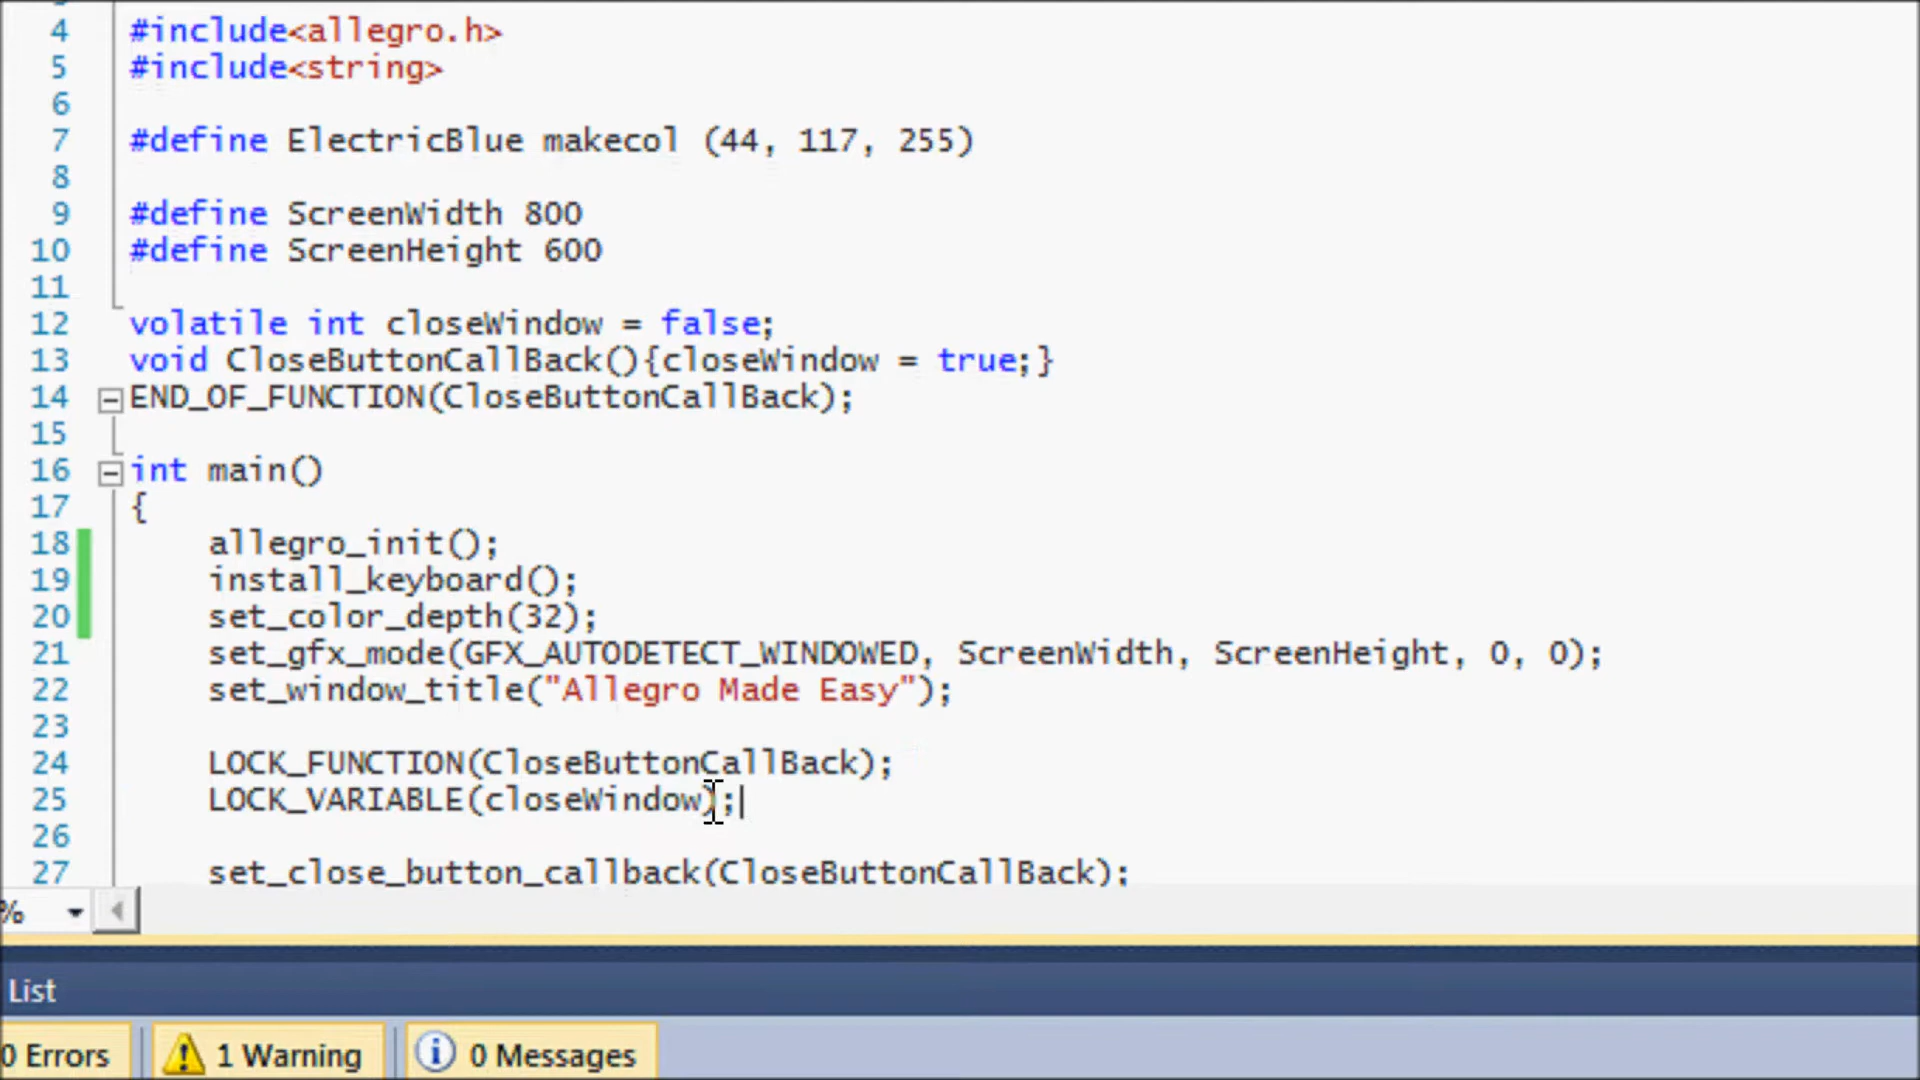 4 #include<allegro.h>
5 #include<string>
6
7 #define ElectricBlue makecol (44, 117, 255)
8
9 #define ScreenWidth 800
10 #define ScreenHeight 600
11
12 volatile int closeWindow = false;
13 void CloseButtonCallBack(){closeWindow = true;}
14 END_OF_FUNCTION(CloseButtonCallBack);
15
16 int main()
17 {
18 allegro_init();
19 install_keyboard();
20 set_color_depth(32);
21 set_gfx_mode(GFX_AUTODETECT_WINDOWED, ScreenWidth, ScreenHeight, 0, 0);
22 set_window_title("Allegro Made Easy");
23
24 LOCK_FUNCTION(CloseButtonCallBack);
25 LOCK_VARIABLE(closeWindow);
26
27 set_close_button_callback(CloseButtonCallBack);
%
List
0 Errors 1 Warning 0 Messages